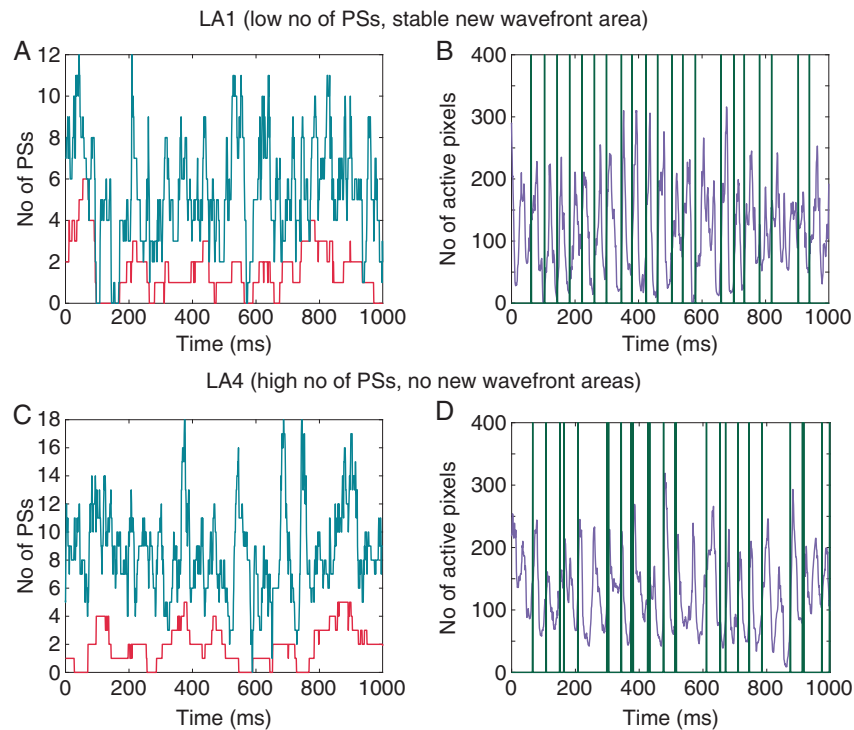 LA1 (low no of PSs, stable new wavefront area)
A
No of PSs
12
10
8
6
4
2
0
0 200 400 600 800 1000
Time (ms)
B
No of active pixels
400
300
200
100
0
0 200 400 600 800 1000
Time (ms)
LA4 (high no of PSs, no new wavefront areas)
C
No of PSs
18
16
14
12
10
8
6
4
2
0
0 200 400 600 800 1000
Time (ms)
D
No of active pixels
400
300
200
100
0
0 200 400 600 800 1000
Time (ms)